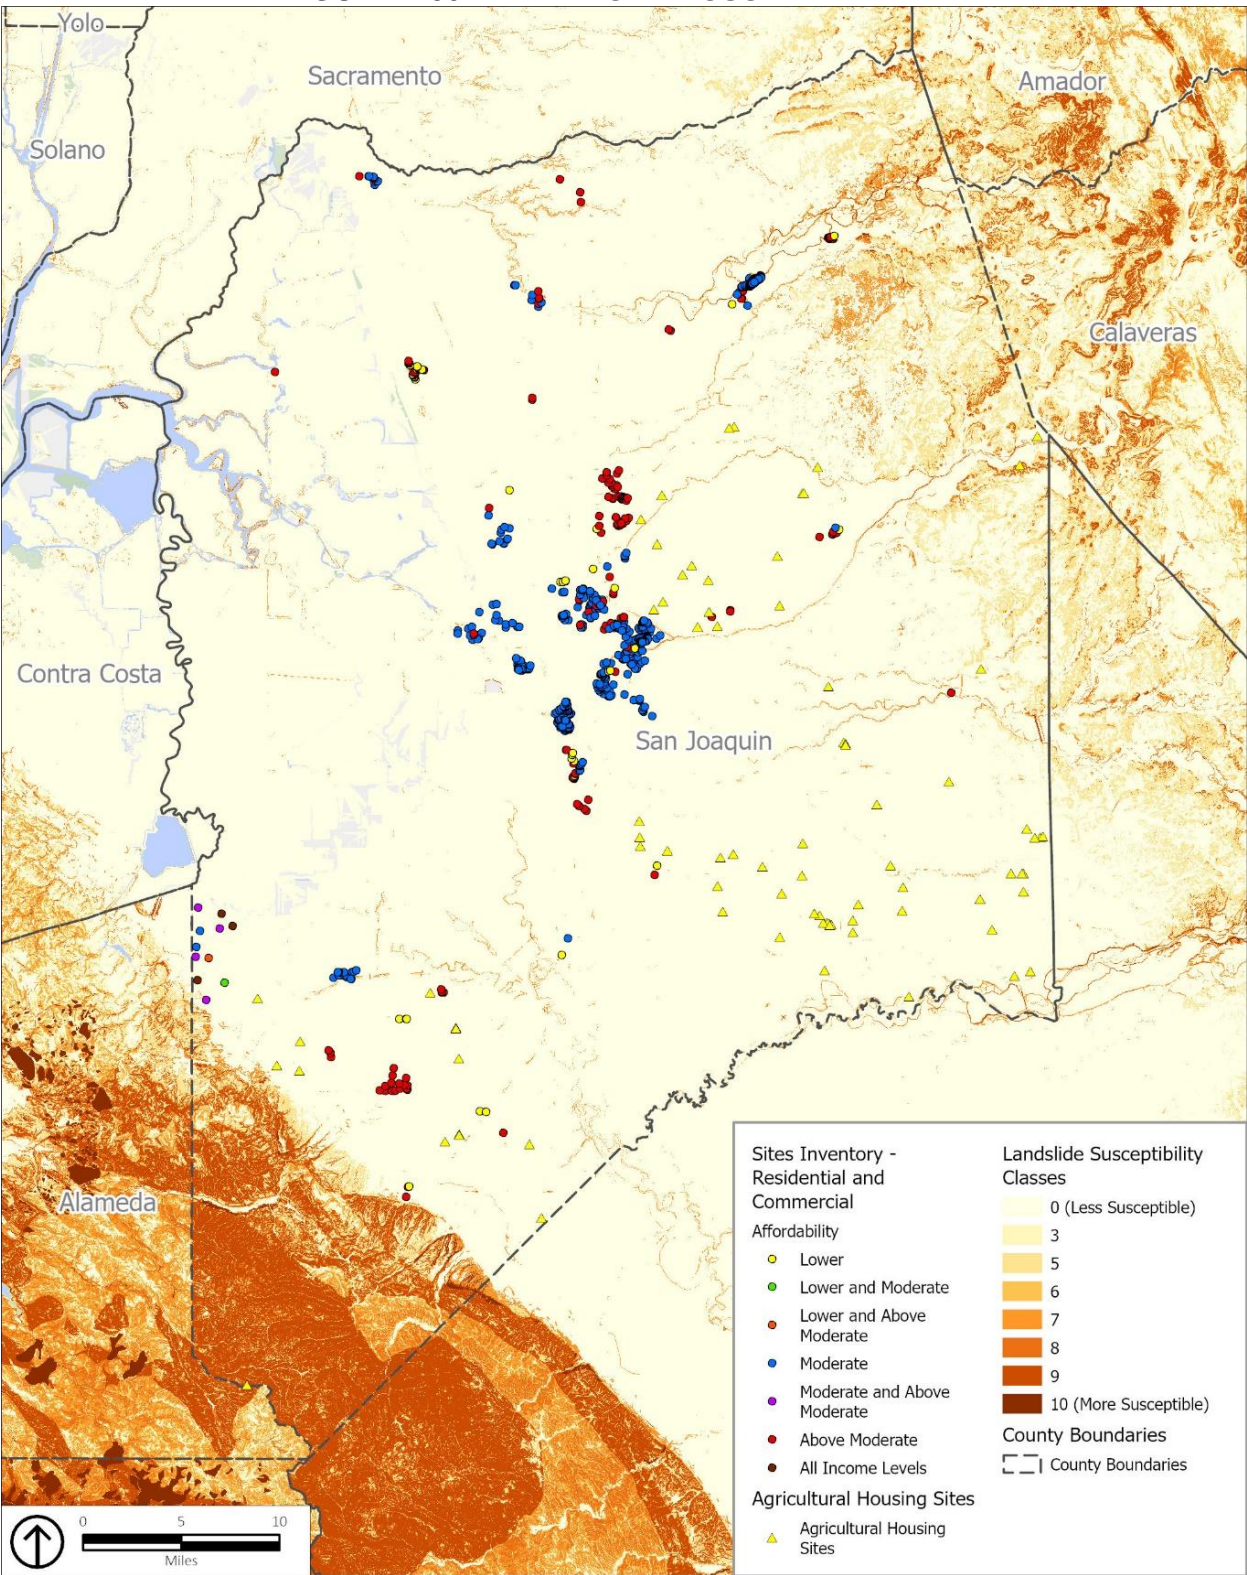 Yolo
Sacramento
Amador
Solano
Calaveras
Contra Costa
San Joaquin
Alameda
Sites Inventory -
Residential and
Commercial
Affordability
Lower
Lower and Moderate
Lower and Above
Moderate
Moderate
Moderate and Above
Moderate
Above Moderate
All Income Levels
Agricultural Housing Sites
Agricultural Housing
Sites
Landslide Susceptibility
Classes
0 (Less Susceptible)
3
5
6
7
8
9
10 (More Susceptible)
County Boundaries
County Boundaries
0 5 10
Miles